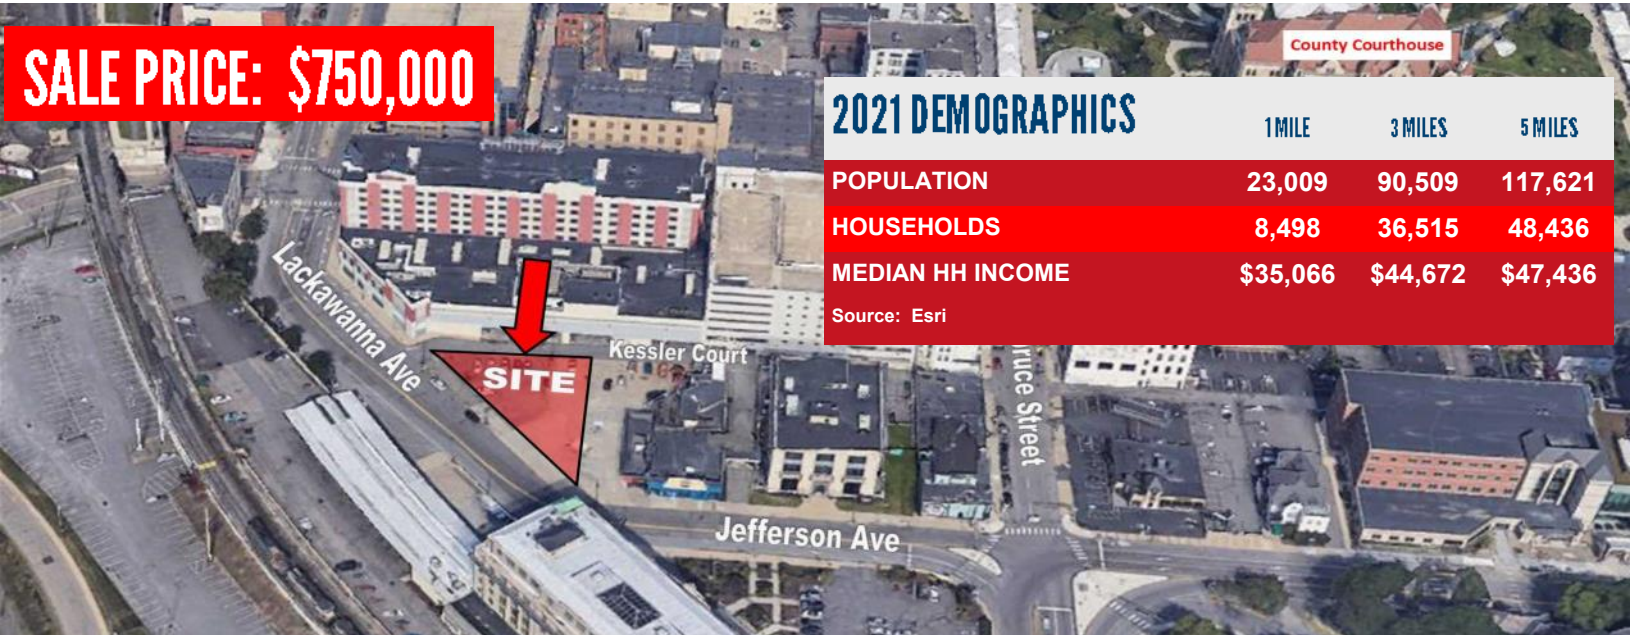 SALE PRICE: $750,000
County Courthouse
2021 DEMOGRAPHICS 1 MILE 3 MILES 5 MILES
POPULATION 23,009 90,509 117,621
HOUSEHOLDS 8,498 36,515 48,436
MEDIAN HH INCOME $35,066 $44,672 $47,436
Source: Esri
Lackawanna Ave
Kessler Court
SITE
ruce Street
Jefferson Ave